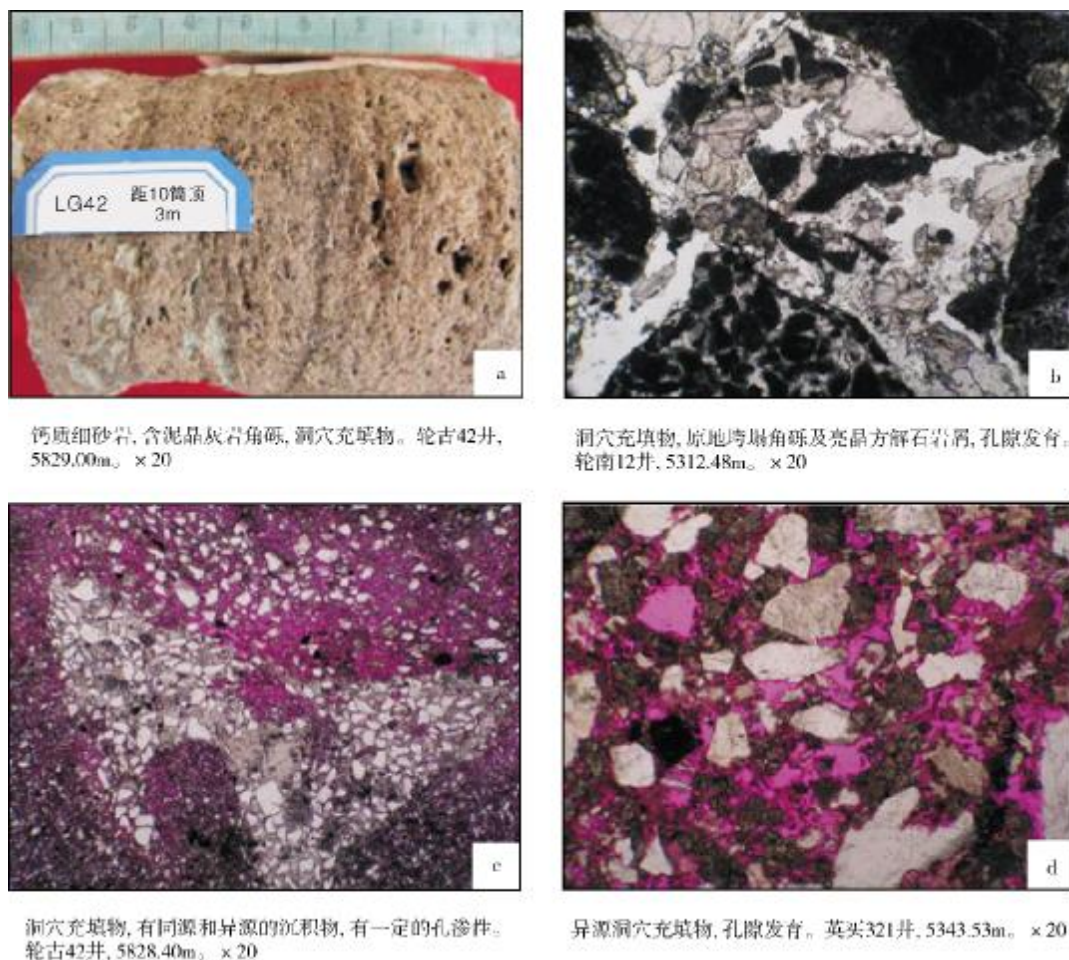 LG42 距10筒顶
3m
a
b
钙质细砂岩, 含泥晶灰岩角砾, 洞穴充填物。轮古42井,
5829.00m。×20
洞穴充填物, 原地垮塌角砾及亮晶方解石岩屑, 孔隙发育。
轮南12井, 5312.48m。×20
c
d
洞穴充填物, 有同源和异源的沉积物, 有一定的孔渗性。
轮古42井, 5828.40m。×20
异源洞穴充填物, 孔隙发育。英买321井, 5343.53m。×20